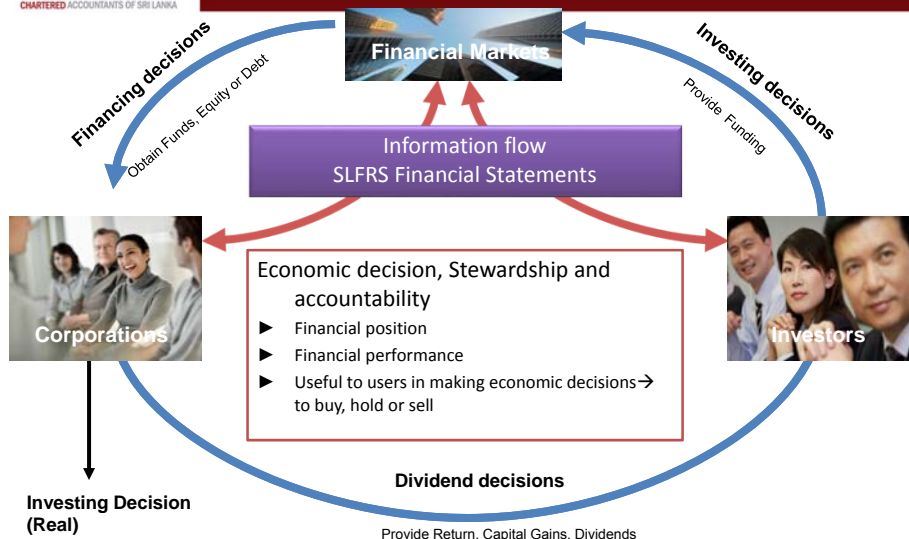 CHARTERED ACCOUNTANTS OF SRI LANKA
Financial Markets
Financing decisions
Obtain Funds, Equity or Debt
Investing decisions
Provide Funding
Information flow
SLFRS Financial Statements
Corporations
Investors
Economic decision, Stewardship and
accountability
► Financial position
► Financial performance
► Useful to users in making economic decisions→
to buy, hold or sell
Dividend decisions
Provide Return, Capital Gains, Dividends
Investing Decision
(Real)